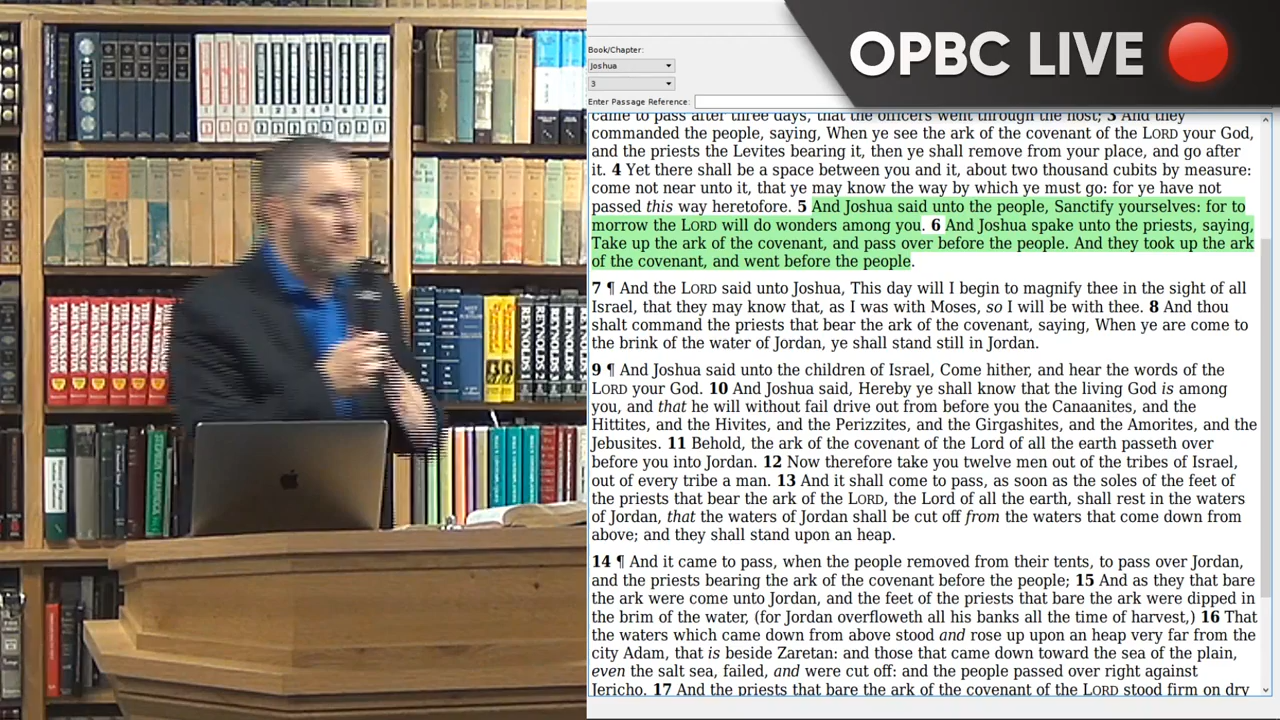 OPBC LIVE
Book/Chapter:
Joshua
3
Enter Passage Reference:
came to pass after three days, that the officers went through the host; 3 And they
commanded the people, saying, When ye see the ark of the covenant of the LORD your God,
and the priests the Levites bearing it, then ye shall remove from your place, and go after
it. 4 Yet there shall be a space between you and it, about two thousand cubits by measure:
come not near unto it, that ye may know the way by which ye must go: for ye have not
passed this way heretofore. 5 And Joshua said unto the people, Sanctify yourselves: for to
morrow the LORD will do wonders among you. 6 And Joshua spake unto the priests, saying,
Take up the ark of the covenant, and pass over before the people. And they took up the ark
of the covenant, and went before the people.
7 ¶ And the LORD said unto Joshua, This day will I begin to magnify thee in the sight of all
Israel, that they may know that, as I was with Moses, so I will be with thee. 8 And thou
shalt command the priests that bear the ark of the covenant, saying, When ye are come to
the brink of the water of Jordan, ye shall stand still in Jordan.
9 ¶ And Joshua said unto the children of Israel, Come hither, and hear the words of the
LORD your God. 10 And Joshua said, Hereby ye shall know that the living God is among
you, and that he will without fail drive out from before you the Canaanites, and the
Hittites, and the Hivites, and the Perizzites, and the Girgashites, and the Amorites, and the
Jebusites. 11 Behold, the ark of the covenant of the Lord of all the earth passeth over
before you into Jordan. 12 Now therefore take you twelve men out of the tribes of Israel,
out of every tribe a man. 13 And it shall come to pass, as soon as the soles of the feet of
the priests that bear the ark of the LORD, the Lord of all the earth, shall rest in the waters
of Jordan, that the waters of Jordan shall be cut off from the waters that come down from
above; and they shall stand upon an heap.
14 ¶ And it came to pass, when the people removed from their tents, to pass over Jordan,
and the priests bearing the ark of the covenant before the people; 15 And as they that bare
the ark were come unto Jordan, and the feet of the priests that bare the ark were dipped in
the brim of the water, (for Jordan overfloweth all his banks all the time of harvest,) 16 That
the waters which came down from above stood and rose up upon an heap very far from the
city Adam, that is beside Zaretan: and those that came down toward the sea of the plain,
even the salt sea, failed, and were cut off: and the people passed over right against
Jericho. 17 And the priests that bare the ark of the covenant of the LORD stood firm on dry